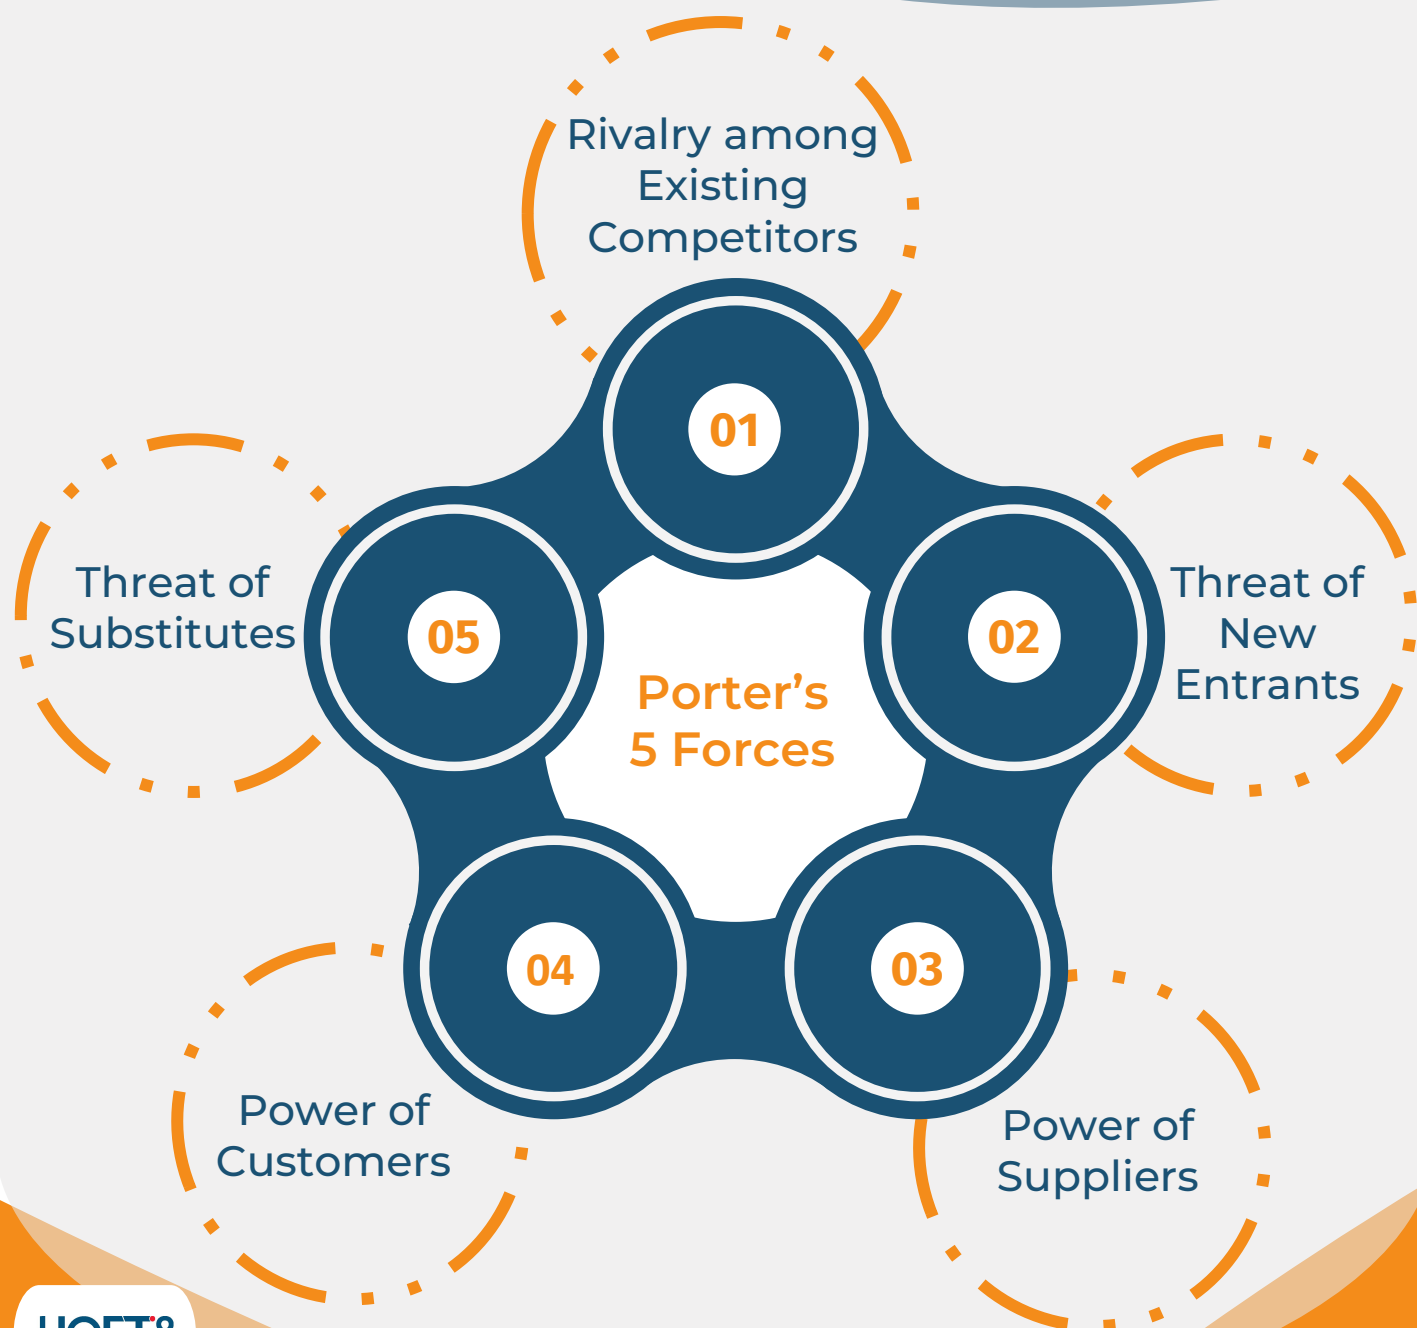 Rivalry among
Existing
Competitors
01
Threat of
New
Entrants
02
Power of
Suppliers
03
Power of
Customers
04
Threat of
Substitutes
05
Porter’s
5 Forces